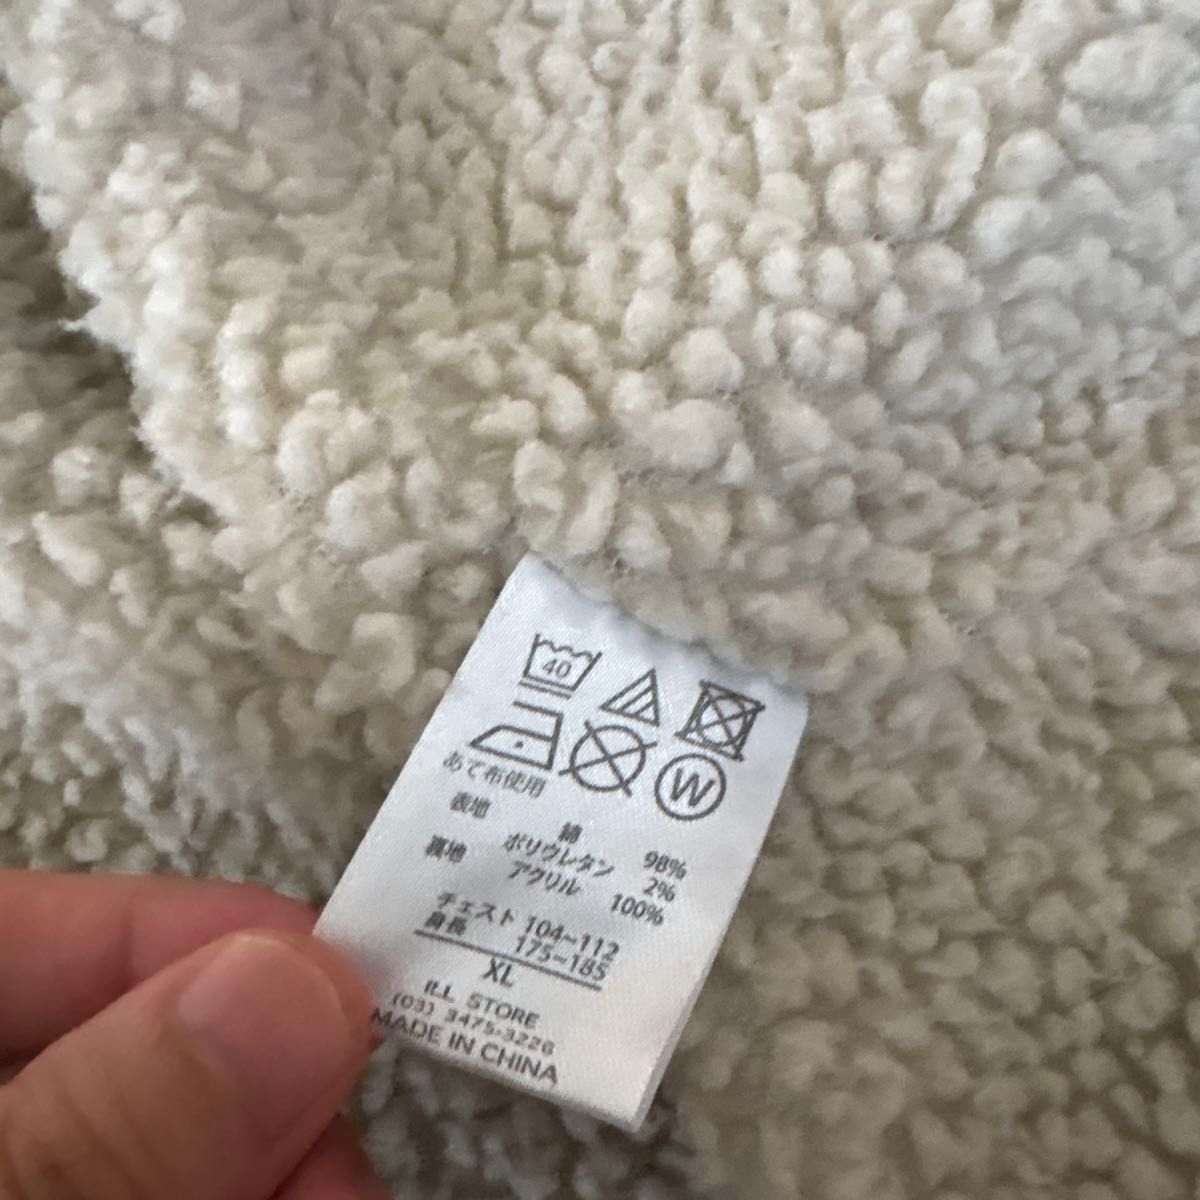 40
W
あて布使用
表地 綿 98%
ポリウレタン 2%
裏地 アクリル 100%
チェスト 104~112
身長 175~185
XL
ILL STORE
(03) 3475-3226
MADE IN CHINA